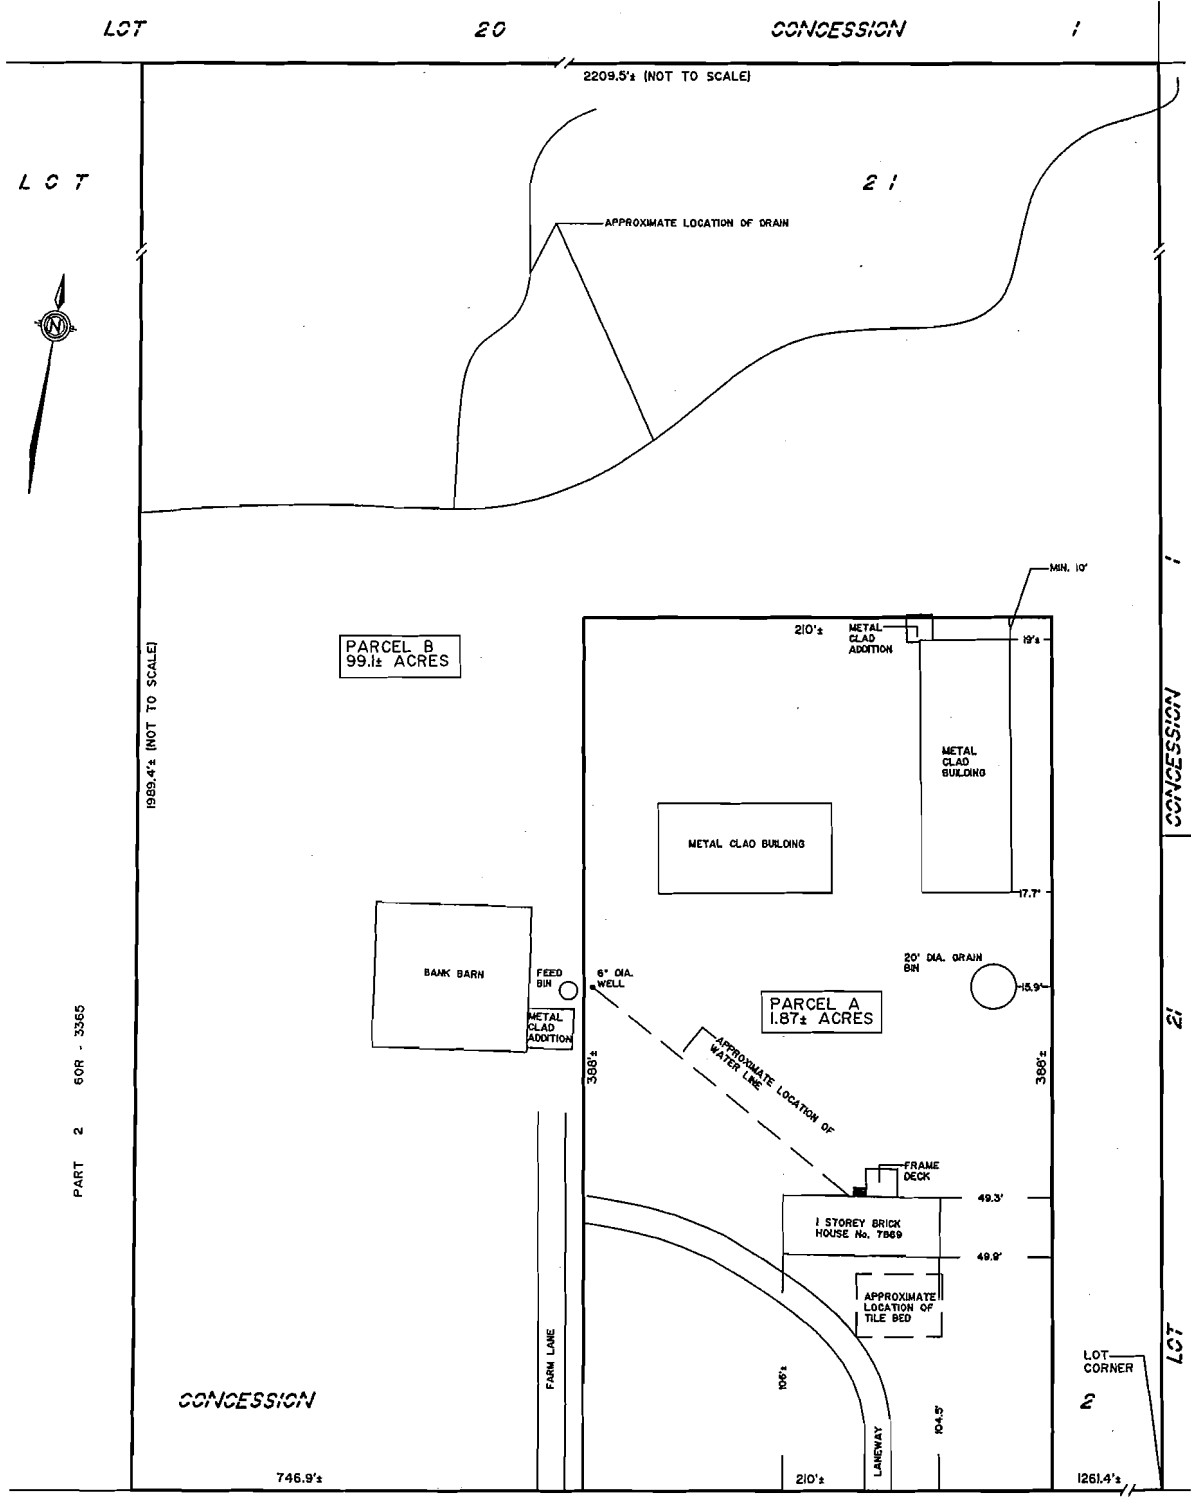 LOT 20 CONCESSION 1
2209.5'± (NOT TO SCALE)
LOT 21
APPROXIMATE LOCATION OF DRAIN
N
MIN. 10'
1
210'±
METAL
CLAD
ADDITION
19'±
PARCEL B
99.1± ACRES
1989.4'± (NOT TO SCALE)
CONCESSION
METAL
CLAD
BUILDING
METAL CLAD BUILDING
17.7'
BANK BARN
FEED
BIN
6" DIA.
WELL
20' DIA. GRAIN
BIN
15.9'
PARCEL A
1.87± ACRES
METAL
CLAD
ADDITION
21
PART 2 60R - 3365
388'±
388'±
APPROXIMATE LOCATION OF
WATER LINE
FRAME
DECK
49.3'
1 STOREY BRICK
HOUSE No. 7869
49.9'
APPROXIMATE
LOCATION OF
TILE BED
FARM LANE
LOT
LOT
CORNER
106'±
CONCESSION 2
104.5'
LANEWAY
746.9'±
210'±
1261.4'±